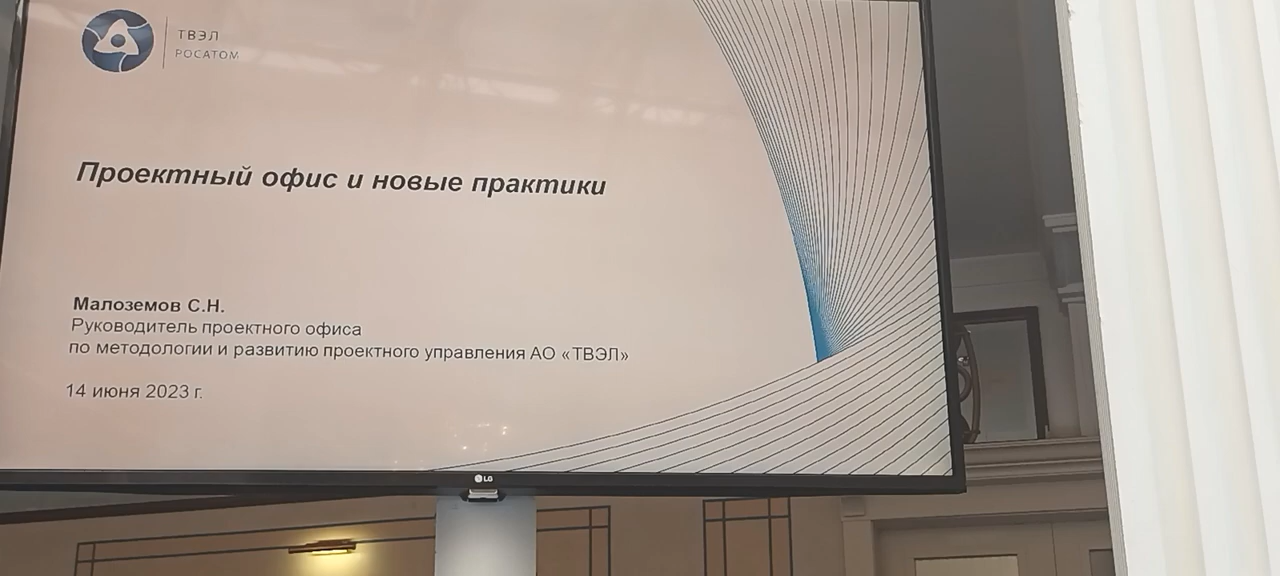 ТВЭЛ
РОСАТОМ
Проектный офис и новые практики
Малоземов С.Н.
Руководитель проектного офиса
по методологии и развитию проектного управления АО «ТВЭЛ»
14 июня 2023 г.
LG